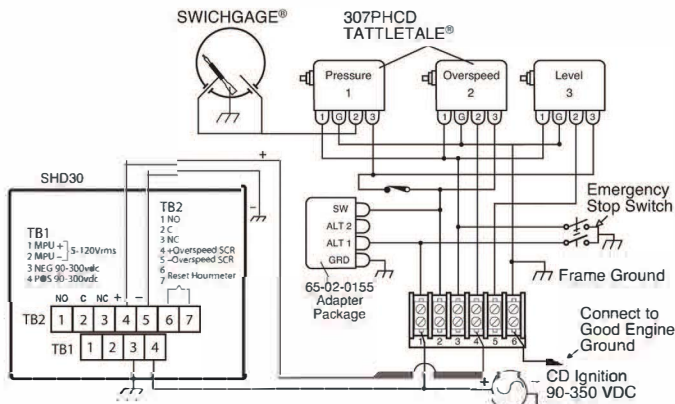 SWICHGAGE®
307PHCD
TATTLETALE®
Pressure
1
Overspeed
2
Level
3
1 G 2 3
1 G 2 3
1 G 2 3
+
−
SHD30
TB1
1 MPU +
2 MPU −
5-120Vrms
3 NEG 90-300vdc
4 POS 90-300vdc
TB2
1 NO
2 C
3 NC
4 +Overspeed SCR
5 −Overspeed SCR
6
7 Reset Hourmeter
NO C NC + −
TB2 1 2 3 4 5 6 7
TB1 1 2 3 4
SW
ALT 2
ALT 1
GRD
65-02-0155
Adapter
Package
Emergency
Stop Switch
Frame Ground
1 2 3 4 5 6
Connect to
Good Engine
Ground
+ −
CD Ignition
90-350 VDC